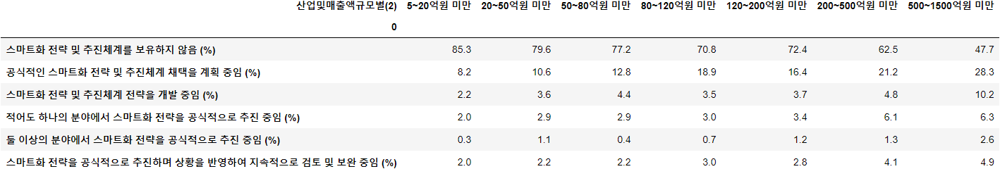 산업및매출액규모별(2) 5~20억원 미만 20~50억원 미만 50~80억원 미만 80~120억원 미만 120~200억원 미만 200~500억원 미만 500~1500억원 미만
0
스마트화 전략 및 추진체계를 보유하지 않음 (%) 85.3 79.6 77.2 70.8 72.4 62.5 47.7
공식적인 스마트화 전략 및 추진체계 채택을 계획 중임 (%) 8.2 10.6 12.8 18.9 16.4 21.2 28.3
스마트화 전략 및 추진체계 전략을 개발 중임 (%) 2.2 3.6 4.4 3.5 3.7 4.8 10.2
적어도 하나의 분야에서 스마트화 전략을 공식적으로 추진 중임 (%) 2.0 2.9 2.9 3.0 3.4 6.1 6.3
둘 이상의 분야에서 스마트화 전략을 공식적으로 추진 중임 (%) 0.3 1.1 0.4 0.7 1.2 1.3 2.6
스마트화 전략을 공식적으로 추진하며 상황을 반영하여 지속적으로 검토 및 보완 중임 (%) 2.0 2.2 2.2 3.0 2.8 4.1 4.9